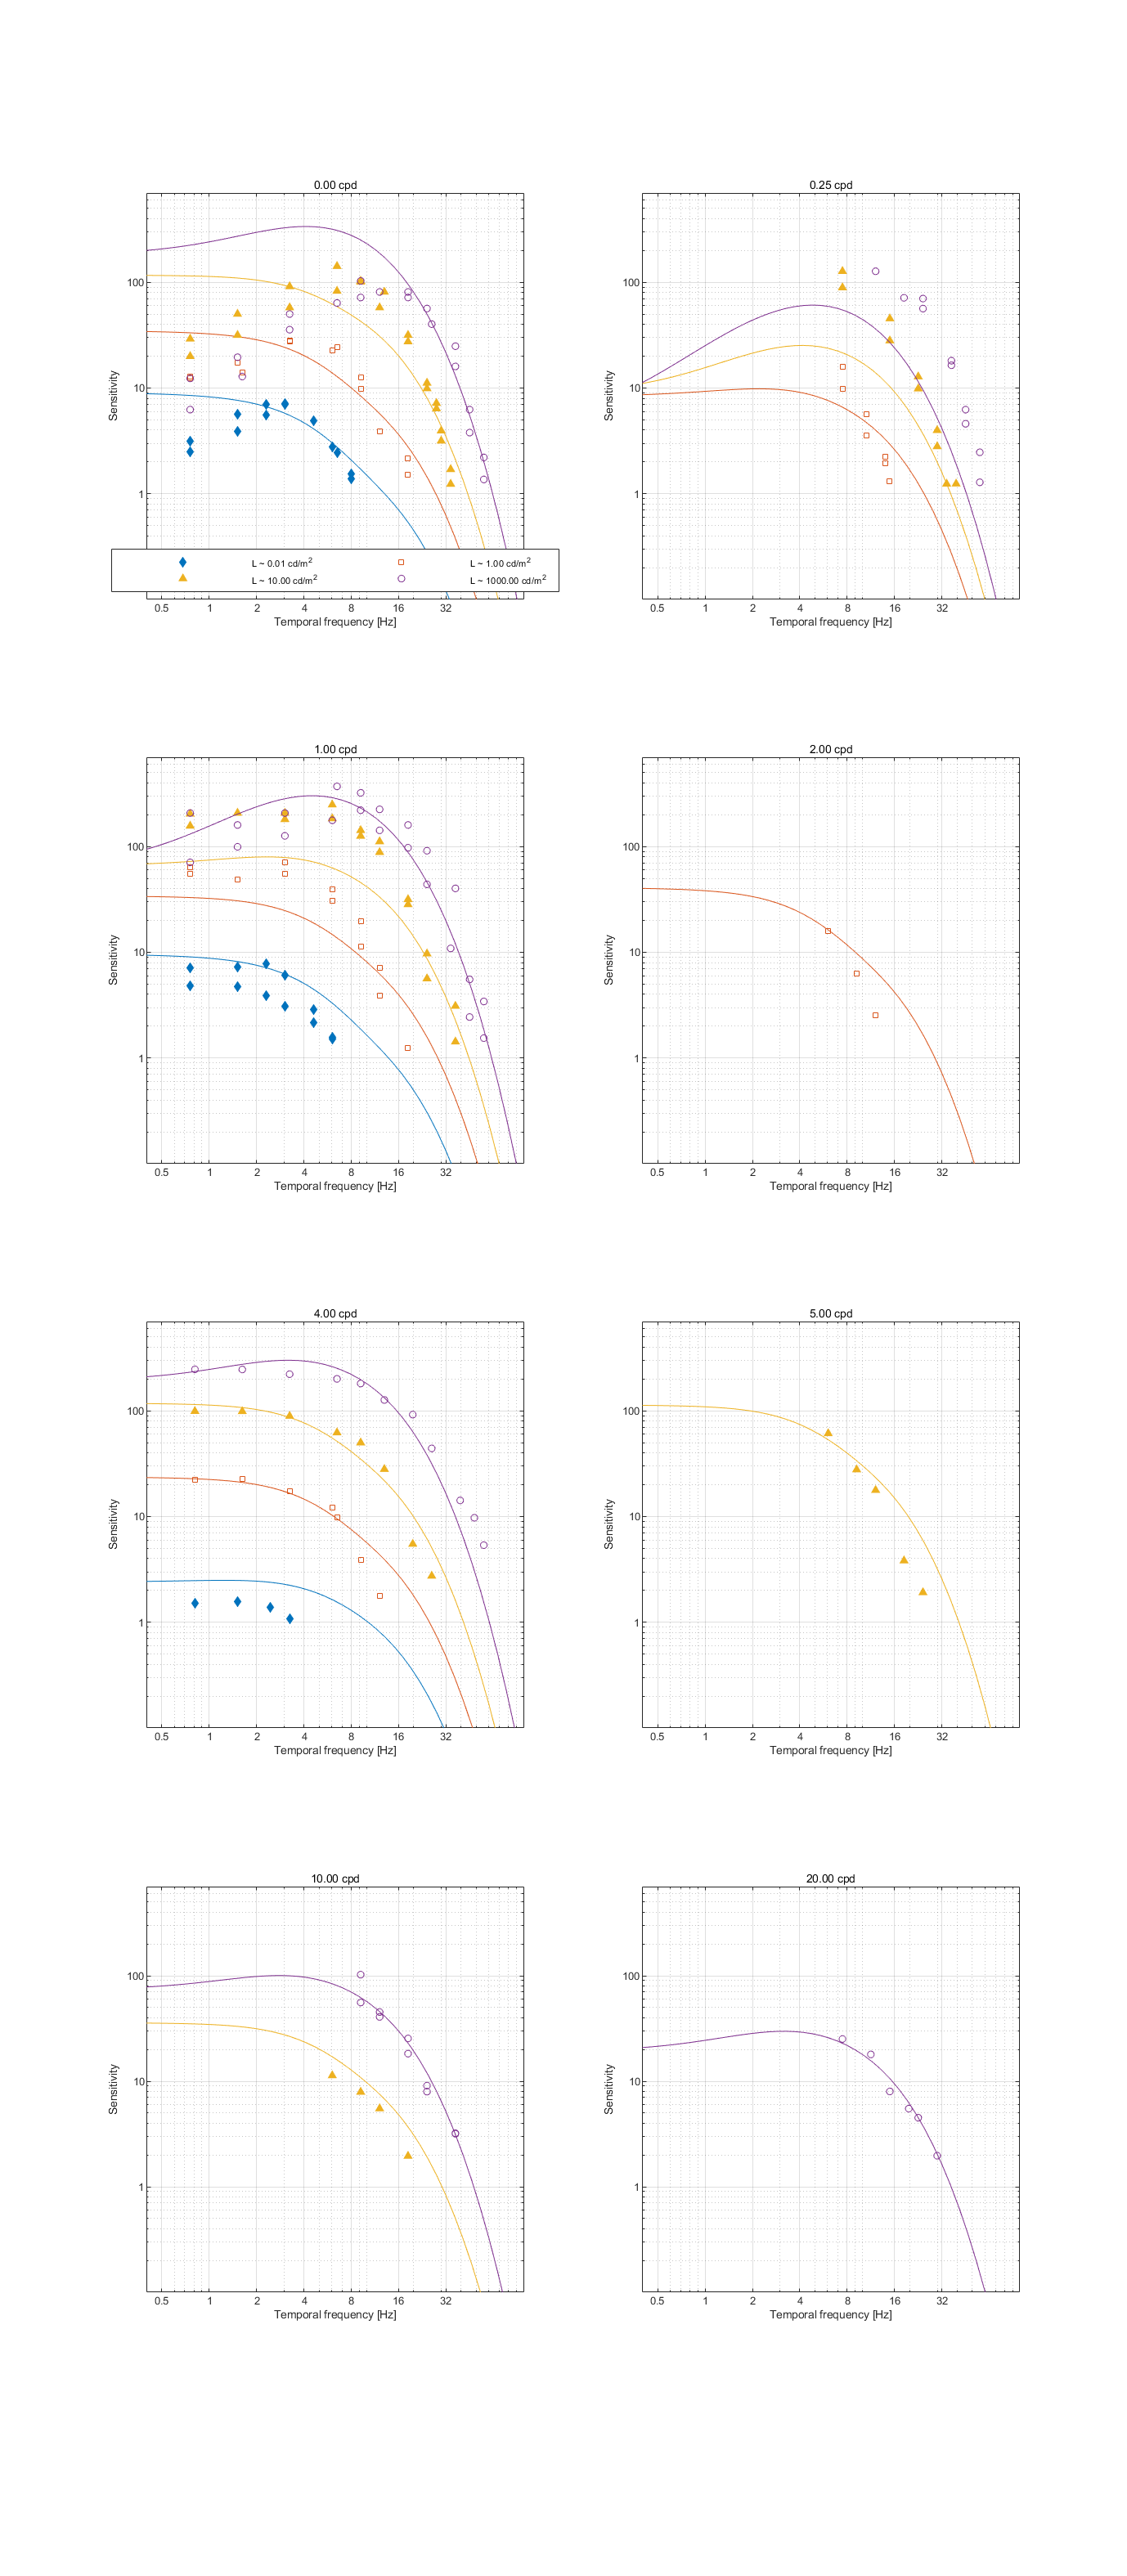 0.00 cpd
0.25 cpd
Sensitivity
100
10
1
L ~ 0.01 cd/m²
L ~ 1.00 cd/m²
L ~ 10.00 cd/m²
L ~ 1000.00 cd/m²
0.5 1 2 4 8 16 32
Temporal frequency [Hz]
Sensitivity
100
10
1
0.5 1 2 4 8 16 32
Temporal frequency [Hz]
1.00 cpd
2.00 cpd
Sensitivity
100
10
1
0.5 1 2 4 8 16 32
Temporal frequency [Hz]
Sensitivity
100
10
1
0.5 1 2 4 8 16 32
Temporal frequency [Hz]
4.00 cpd
5.00 cpd
Sensitivity
100
10
1
0.5 1 2 4 8 16 32
Temporal frequency [Hz]
Sensitivity
100
10
1
0.5 1 2 4 8 16 32
Temporal frequency [Hz]
10.00 cpd
20.00 cpd
Sensitivity
100
10
1
0.5 1 2 4 8 16 32
Temporal frequency [Hz]
Sensitivity
100
10
1
0.5 1 2 4 8 16 32
Temporal frequency [Hz]